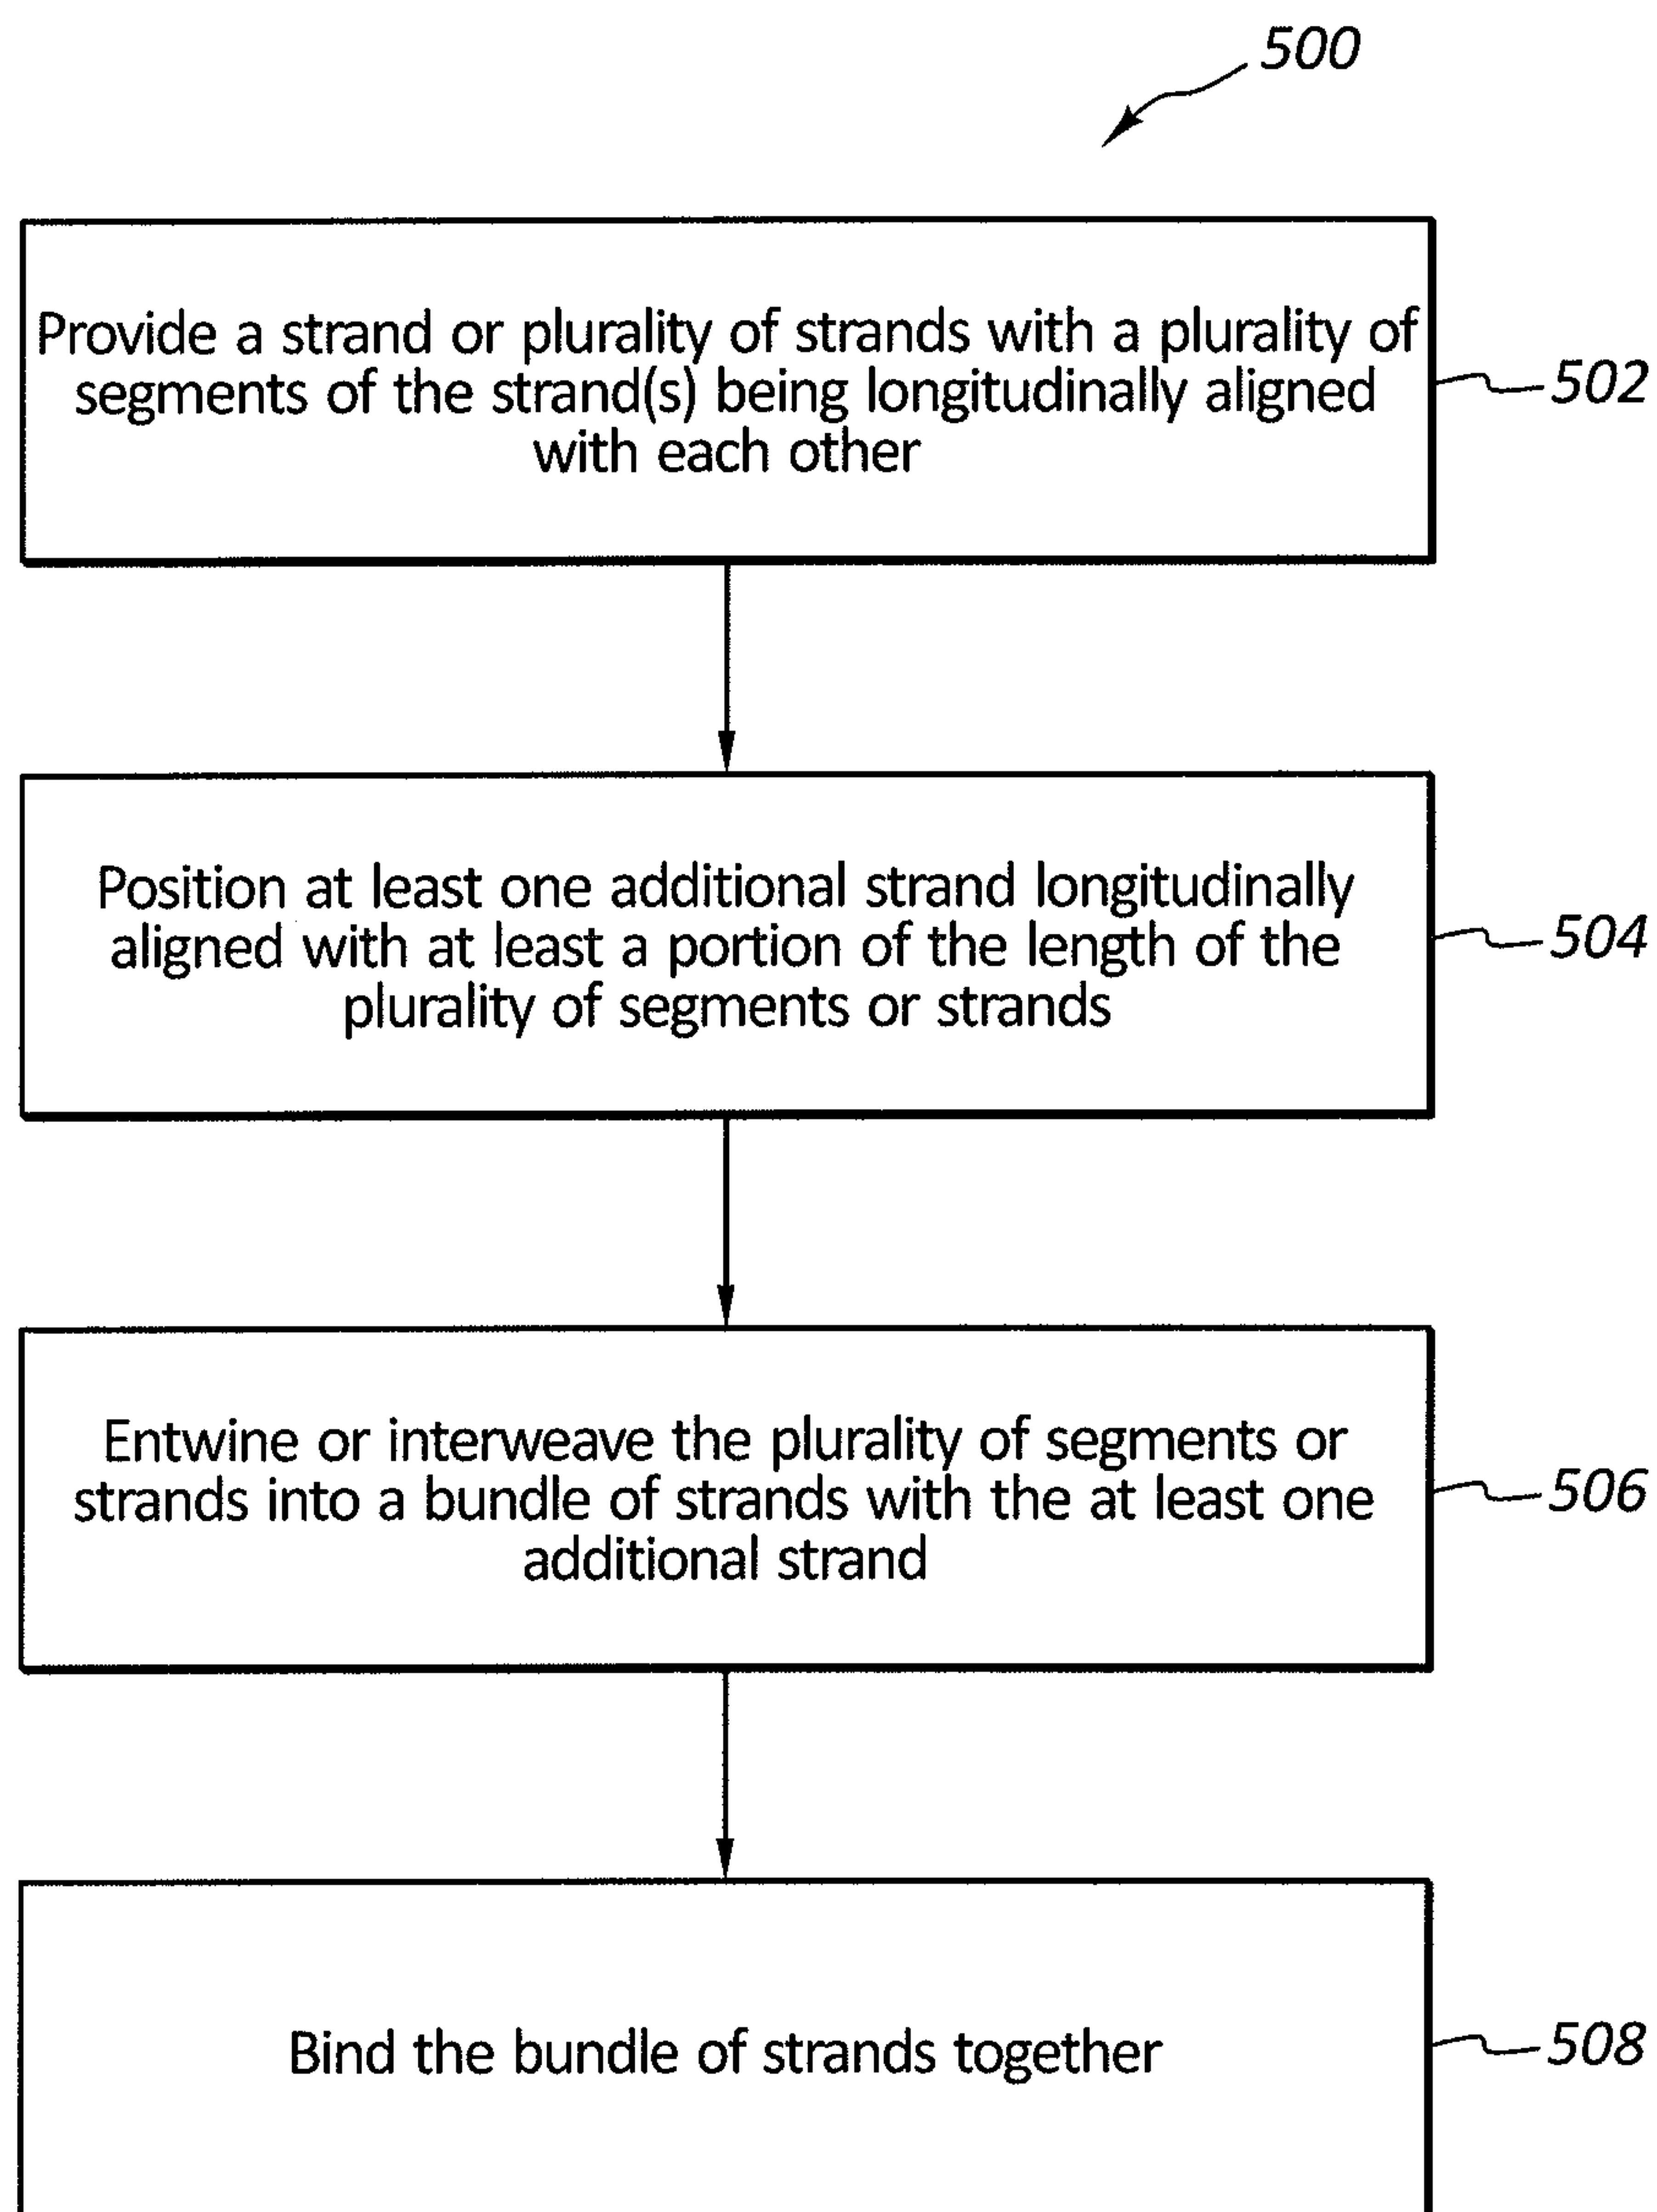 500
Provide a strand or plurality of strands with a plurality of
segments of the strand(s) being longitudinally aligned
with each other
502
Position at least one additional strand longitudinally
aligned with at least a portion of the length of the
plurality of segments or strands
504
Entwine or interweave the plurality of segments or
strands into a bundle of strands with the at least one
additional strand
506
Bind the bundle of strands together
508